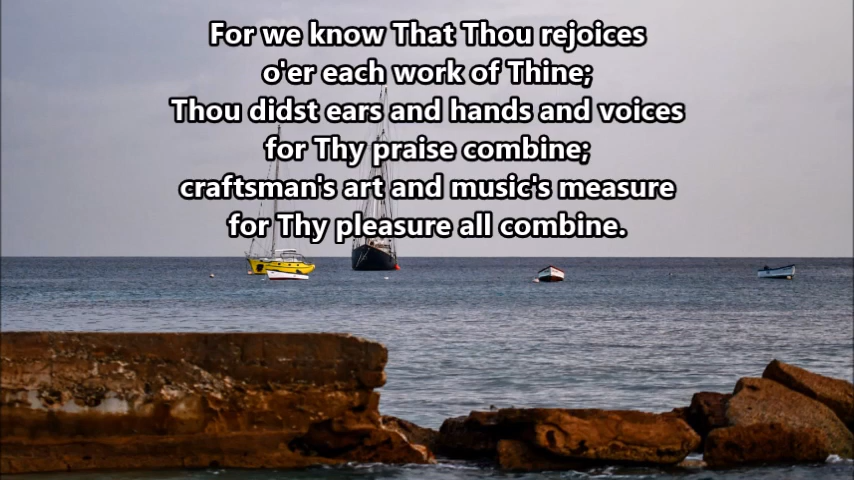 For we know That Thou rejoices
o'er each work of Thine;
Thou didst ears and hands and voices
for Thy praise combine;
craftsman's art and music's measure
for Thy pleasure all combine.